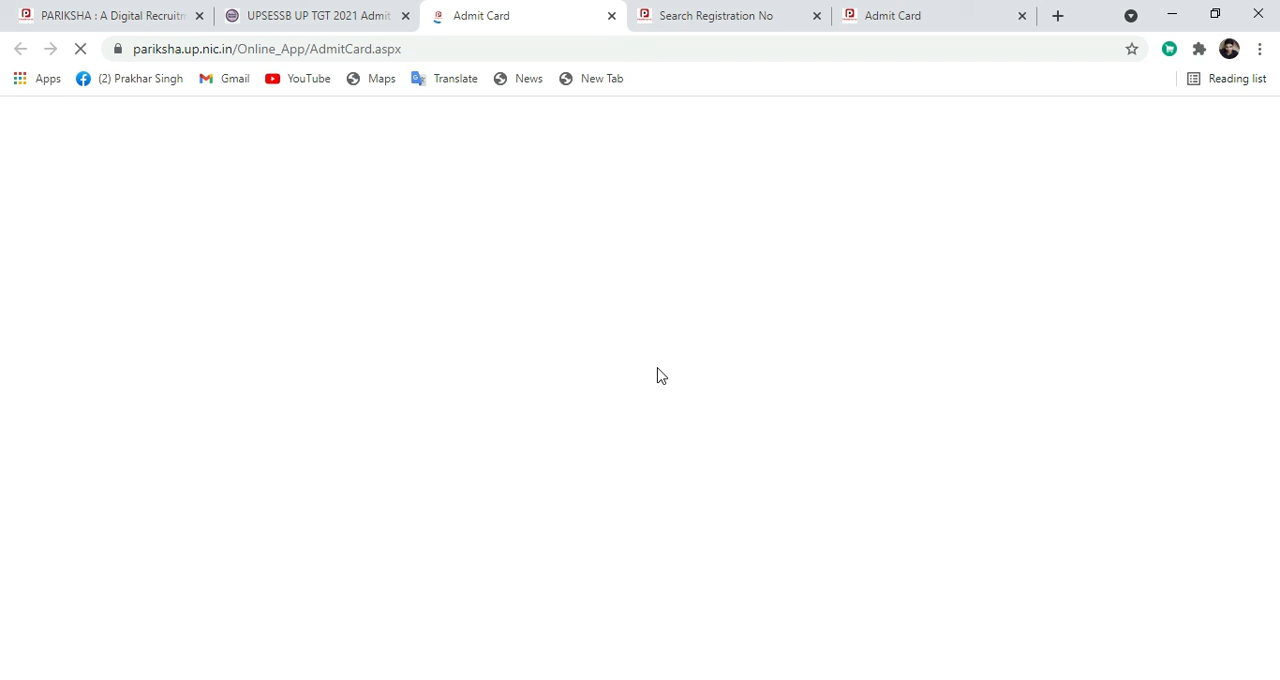 PARIKSHA : A Digital Recruitm UPSESSB UP TGT 2021 Admit Admit Card Search Registration No Admit Card
pariksha.up.nic.in/Online_App/AdmitCard.aspx
Apps (2) Prakhar Singh Gmail YouTube Maps Translate News New Tab Reading list